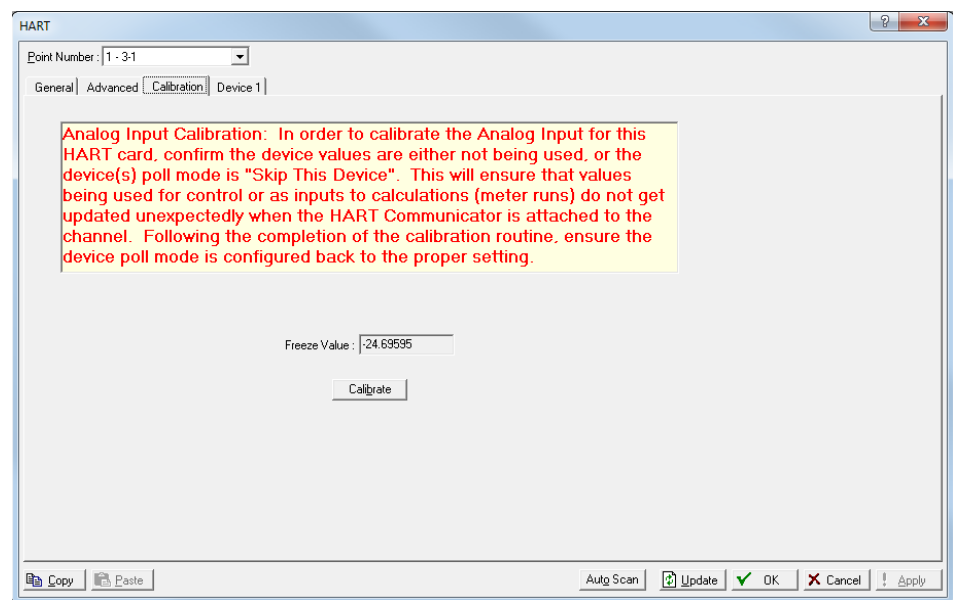 HART
Point Number : 1 - 3-1
General Advanced Calibration Device 1
Analog Input Calibration: In order to calibrate the Analog Input for this
HART card, confirm the device values are either not being used, or the
device(s) poll mode is "Skip This Device". This will ensure that values
being used for control or as inputs to calculations (meter runs) do not get
updated unexpectedly when the HART Communicator is attached to the
channel. Following the completion of the calibration routine, ensure the
device poll mode is configured back to the proper setting.
Freeze Value : -24.69595
Calibrate
Copy Paste Auto Scan Update OK Cancel ! Apply